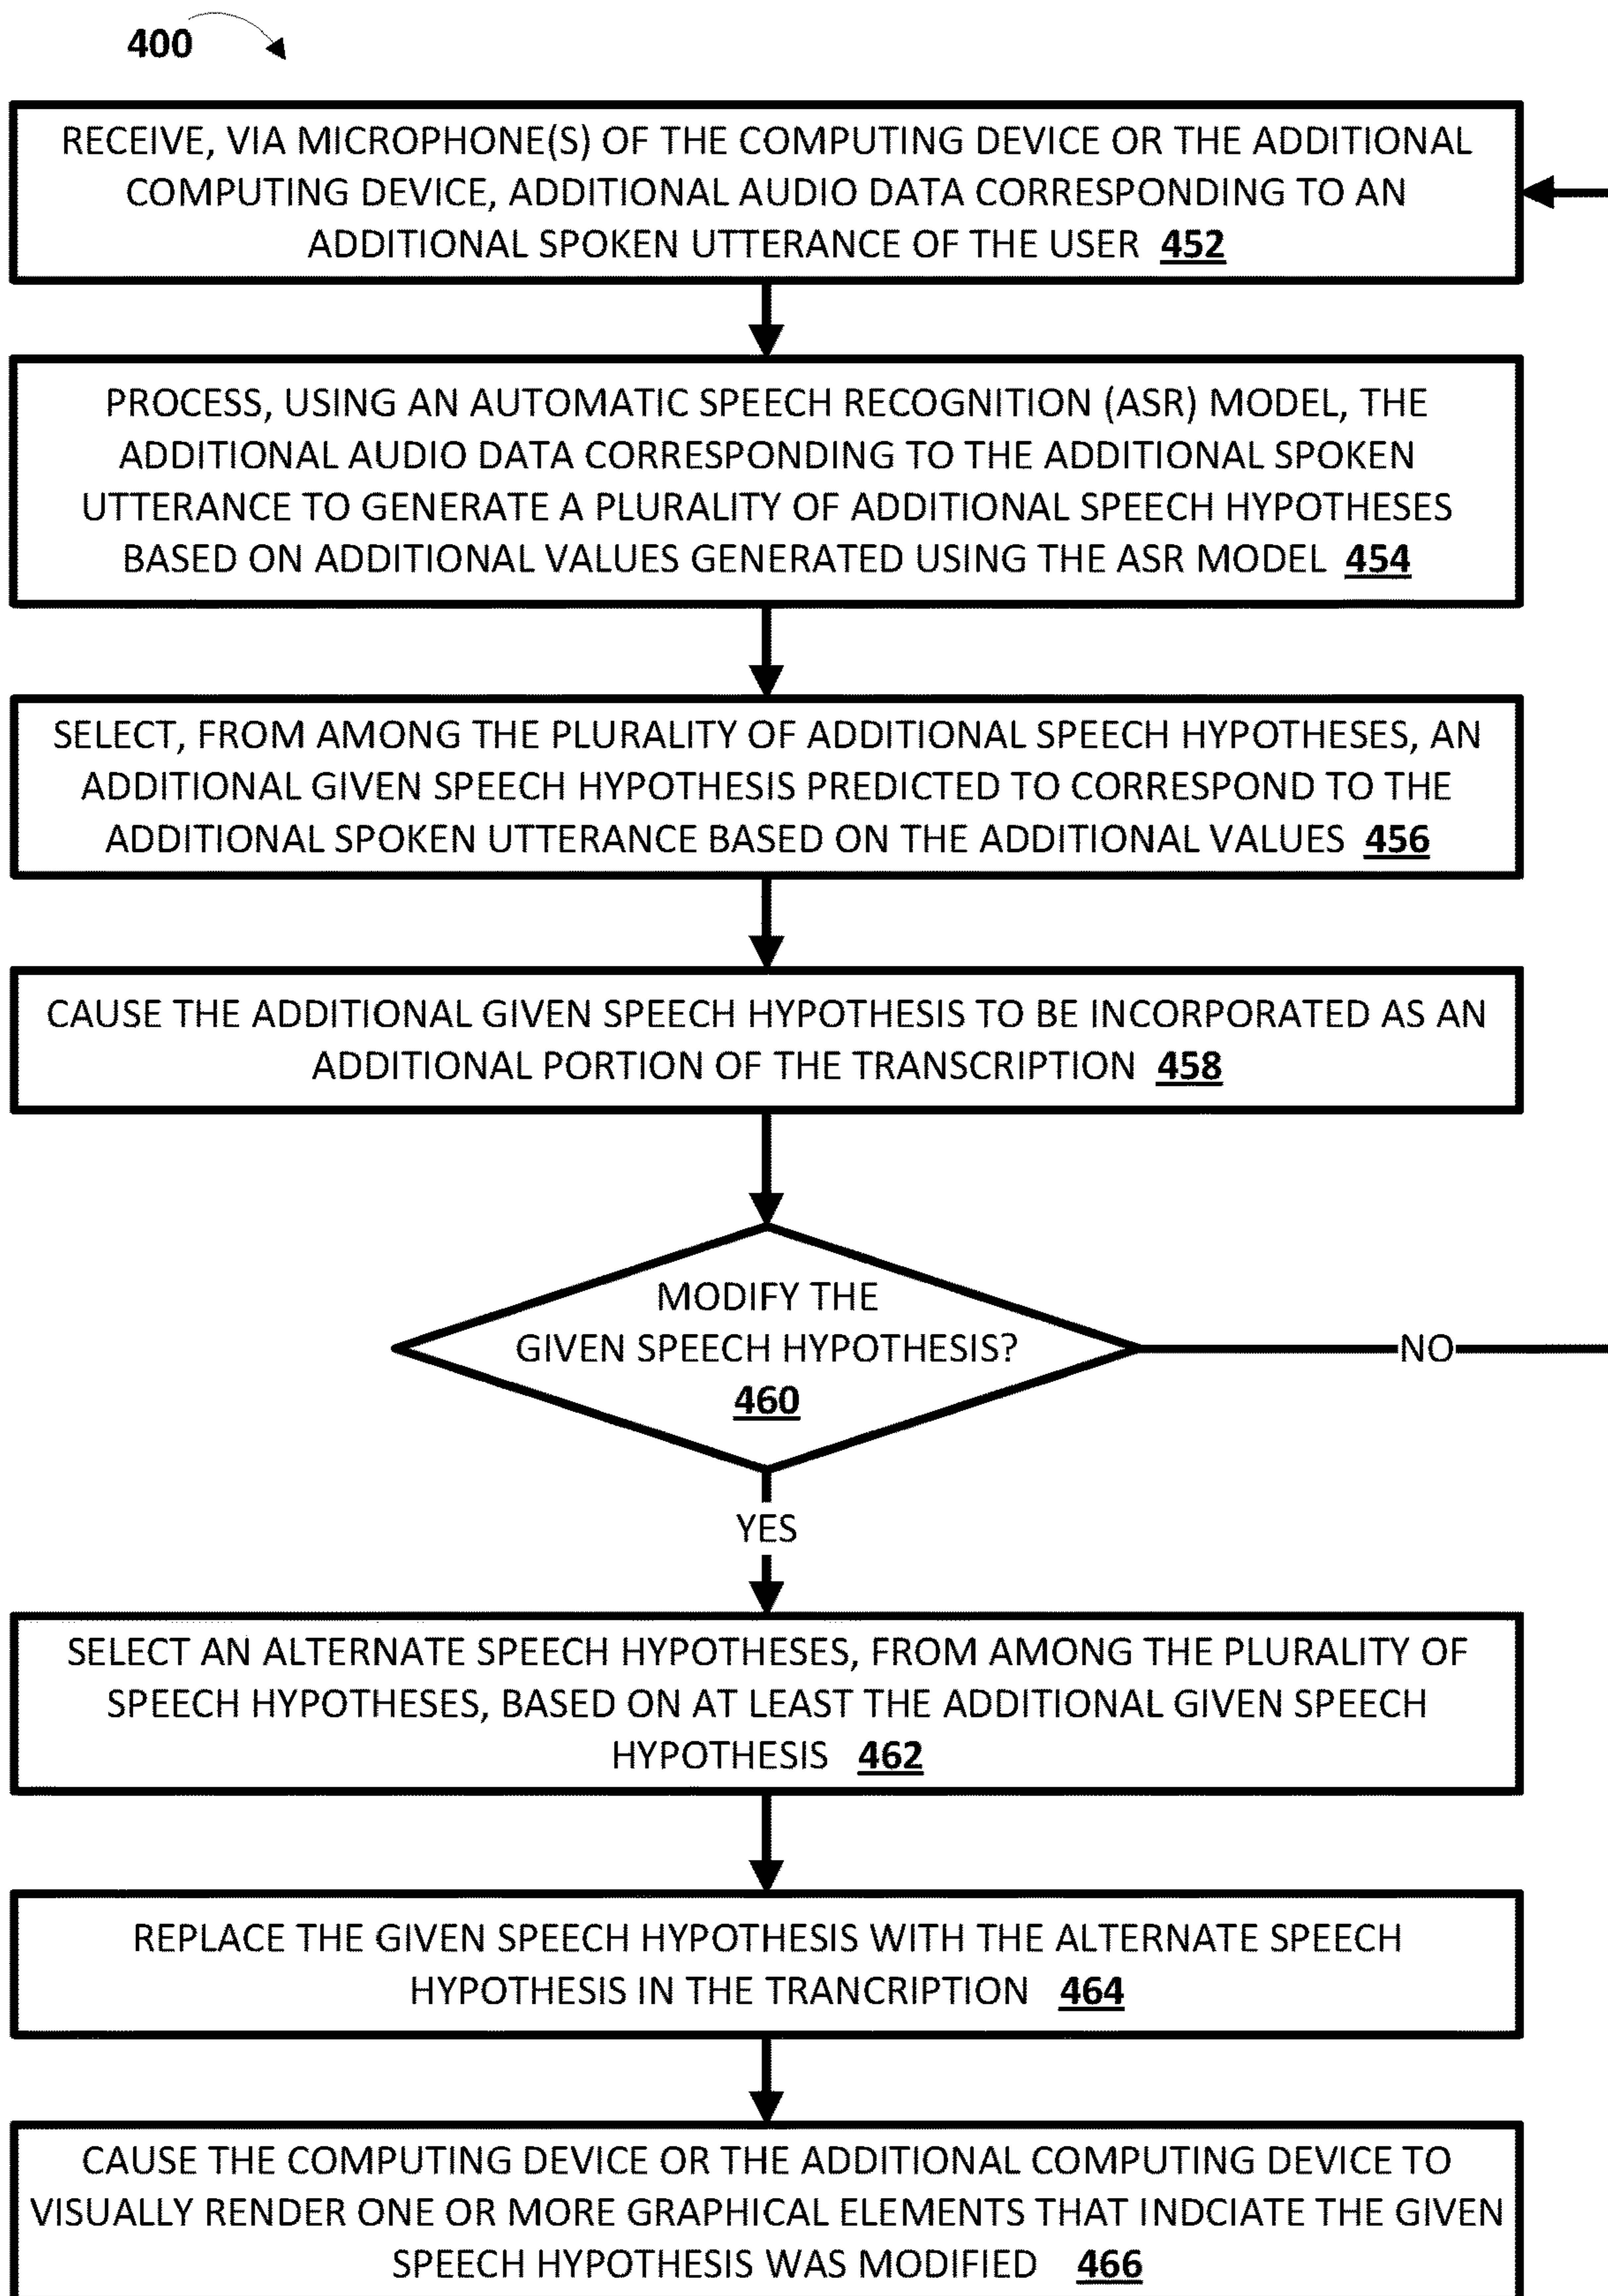 400
RECEIVE, VIA MICROPHONE(S) OF THE COMPUTING DEVICE OR THE ADDITIONAL
COMPUTING DEVICE, ADDITIONAL AUDIO DATA CORRESPONDING TO AN
ADDITIONAL SPOKEN UTTERANCE OF THE USER 452
PROCESS, USING AN AUTOMATIC SPEECH RECOGNITION (ASR) MODEL, THE
ADDITIONAL AUDIO DATA CORRESPONDING TO THE ADDITIONAL SPOKEN
UTTERANCE TO GENERATE A PLURALITY OF ADDITIONAL SPEECH HYPOTHESES
BASED ON ADDITIONAL VALUES GENERATED USING THE ASR MODEL 454
SELECT, FROM AMONG THE PLURALITY OF ADDITIONAL SPEECH HYPOTHESES, AN
ADDITIONAL GIVEN SPEECH HYPOTHESIS PREDICTED TO CORRESPOND TO THE
ADDITIONAL SPOKEN UTTERANCE BASED ON THE ADDITIONAL VALUES 456
CAUSE THE ADDITIONAL GIVEN SPEECH HYPOTHESIS TO BE INCORPORATED AS AN
ADDITIONAL PORTION OF THE TRANSCRIPTION 458
MODIFY THE
GIVEN SPEECH HYPOTHESIS?
460
NO
YES
SELECT AN ALTERNATE SPEECH HYPOTHESES, FROM AMONG THE PLURALITY OF
SPEECH HYPOTHESES, BASED ON AT LEAST THE ADDITIONAL GIVEN SPEECH
HYPOTHESIS 462
REPLACE THE GIVEN SPEECH HYPOTHESIS WITH THE ALTERNATE SPEECH
HYPOTHESIS IN THE TRANCRIPTION 464
CAUSE THE COMPUTING DEVICE OR THE ADDITIONAL COMPUTING DEVICE TO
VISUALLY RENDER ONE OR MORE GRAPHICAL ELEMENTS THAT INDCIATE THE GIVEN
SPEECH HYPOTHESIS WAS MODIFIED 466